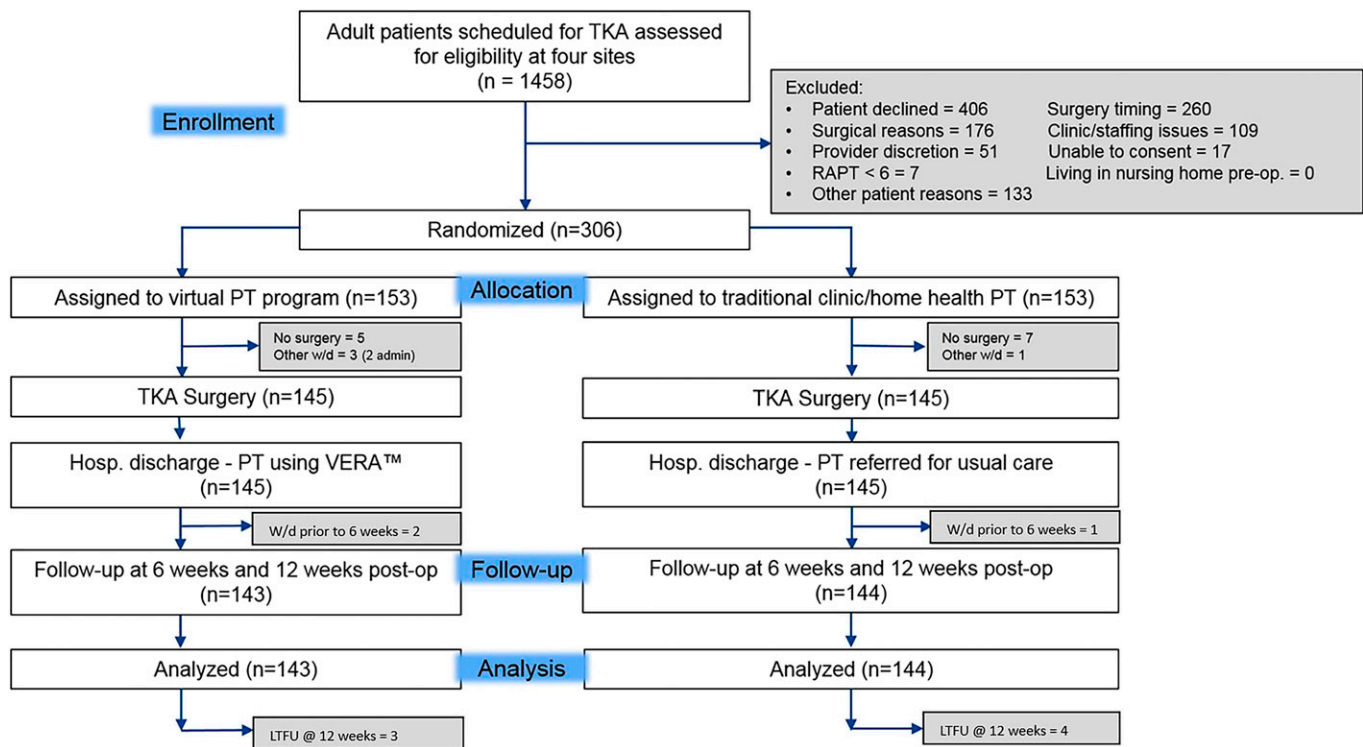 Adult patients scheduled for TKA assessed
for eligibility at four sites
(n = 1458)
Enrollment
Excluded:
• Patient declined = 406 Surgery timing = 260
• Surgical reasons = 176 Clinic/staffing issues = 109
• Provider discretion = 51 Unable to consent = 17
• RAPT < 6 = 7 Living in nursing home pre-op. = 0
• Other patient reasons = 133
Randomized (n=306)
Assigned to virtual PT program (n=153)
Allocation
Assigned to traditional clinic/home health PT (n=153)
No surgery = 5
Other w/d = 3 (2 admin)
No surgery = 7
Other w/d = 1
TKA Surgery (n=145)
TKA Surgery (n=145)
Hosp. discharge - PT using VERA™
(n=145)
Hosp. discharge - PT referred for usual care
(n=145)
W/d prior to 6 weeks = 2
W/d prior to 6 weeks = 1
Follow-up at 6 weeks and 12 weeks post-op
(n=143)
Follow-up
Follow-up at 6 weeks and 12 weeks post-op
(n=144)
Analyzed (n=143)
Analysis
Analyzed (n=144)
LTFU @ 12 weeks = 3
LTFU @ 12 weeks = 4